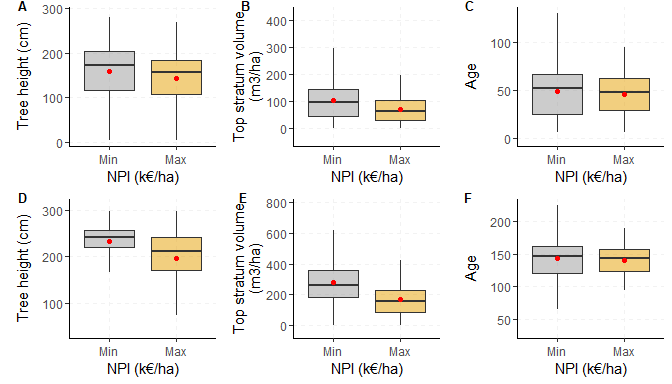 A
Tree height (cm)
300
200
100
0
Min
Max
NPI (k€/ha)
B
Top stratum volume
(m3/ha)
400
300
200
100
0
Min
Max
NPI (k€/ha)
C
Age
100
50
0
Min
Max
NPI (k€/ha)
D
Tree height (cm)
300
200
100
Min
Max
NPI (k€/ha)
E
Top stratum volume
(m3/ha)
800
600
400
200
0
Min
Max
NPI (k€/ha)
F
Age
200
150
100
50
Min
Max
NPI (k€/ha)